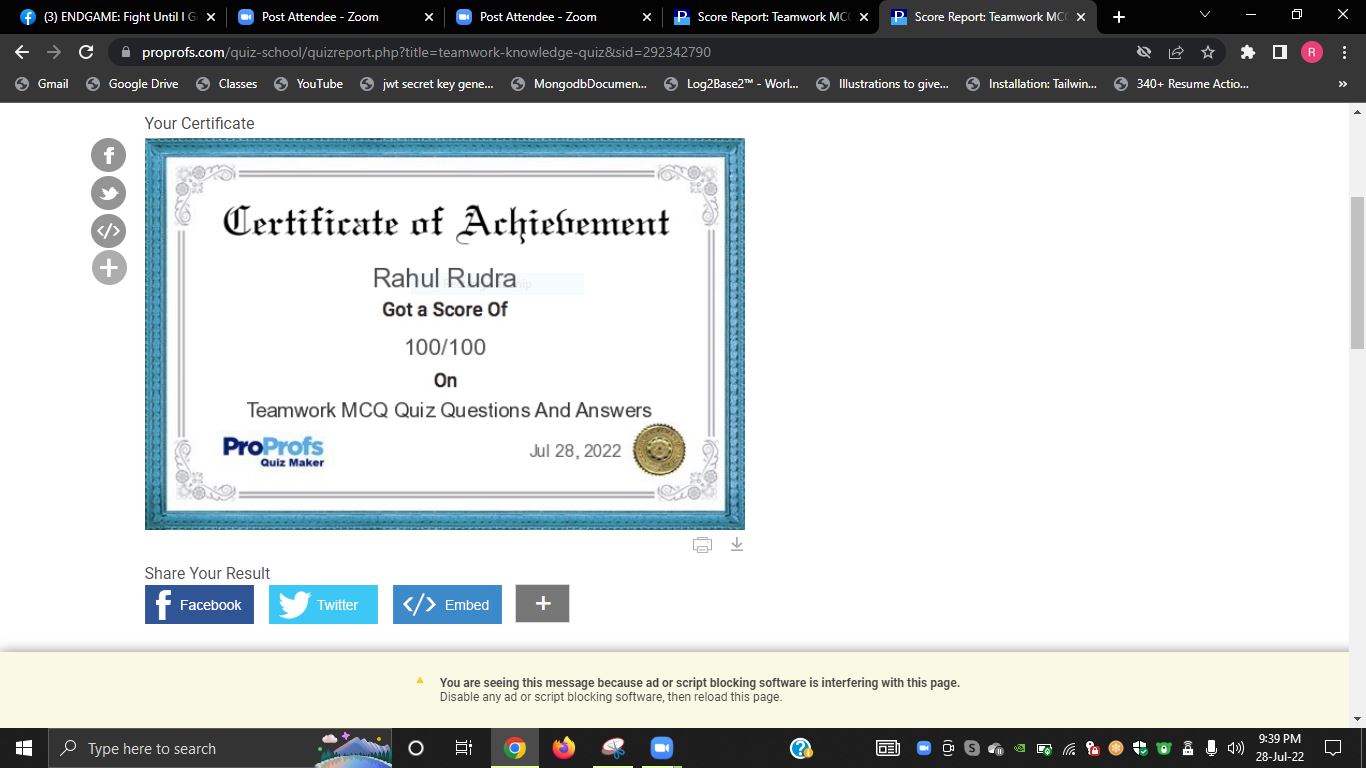 (3) ENDGAME: Fight Until I G
Post Attendee - Zoom
Post Attendee - Zoom
Score Report: Teamwork MC
Score Report: Teamwork MC
proprofs.com/quiz-school/quizreport.php?title=teamwork-knowledge-quiz&sid=292342790
R
Gmail
Google Drive
Classes
YouTube
jwt secret key gene...
MongodbDocumen...
Log2Base2™ - Worl...
Illustrations to give...
Installation: Tailwin...
340+ Resume Actio...
»
Your Certificate
Certificate of Achievement
Rahul Rudra
Got a Score Of
100/100
On
Teamwork MCQ Quiz Questions And Answers
ProProfs
Quiz Maker
Jul 28, 2022
Share Your Result
Facebook
Twitter
Embed
You are seeing this message because ad or script blocking software is interfering with this page.
Disable any ad or script blocking software, then reload this page.
Type here to search
9:39 PM
28-Jul-22